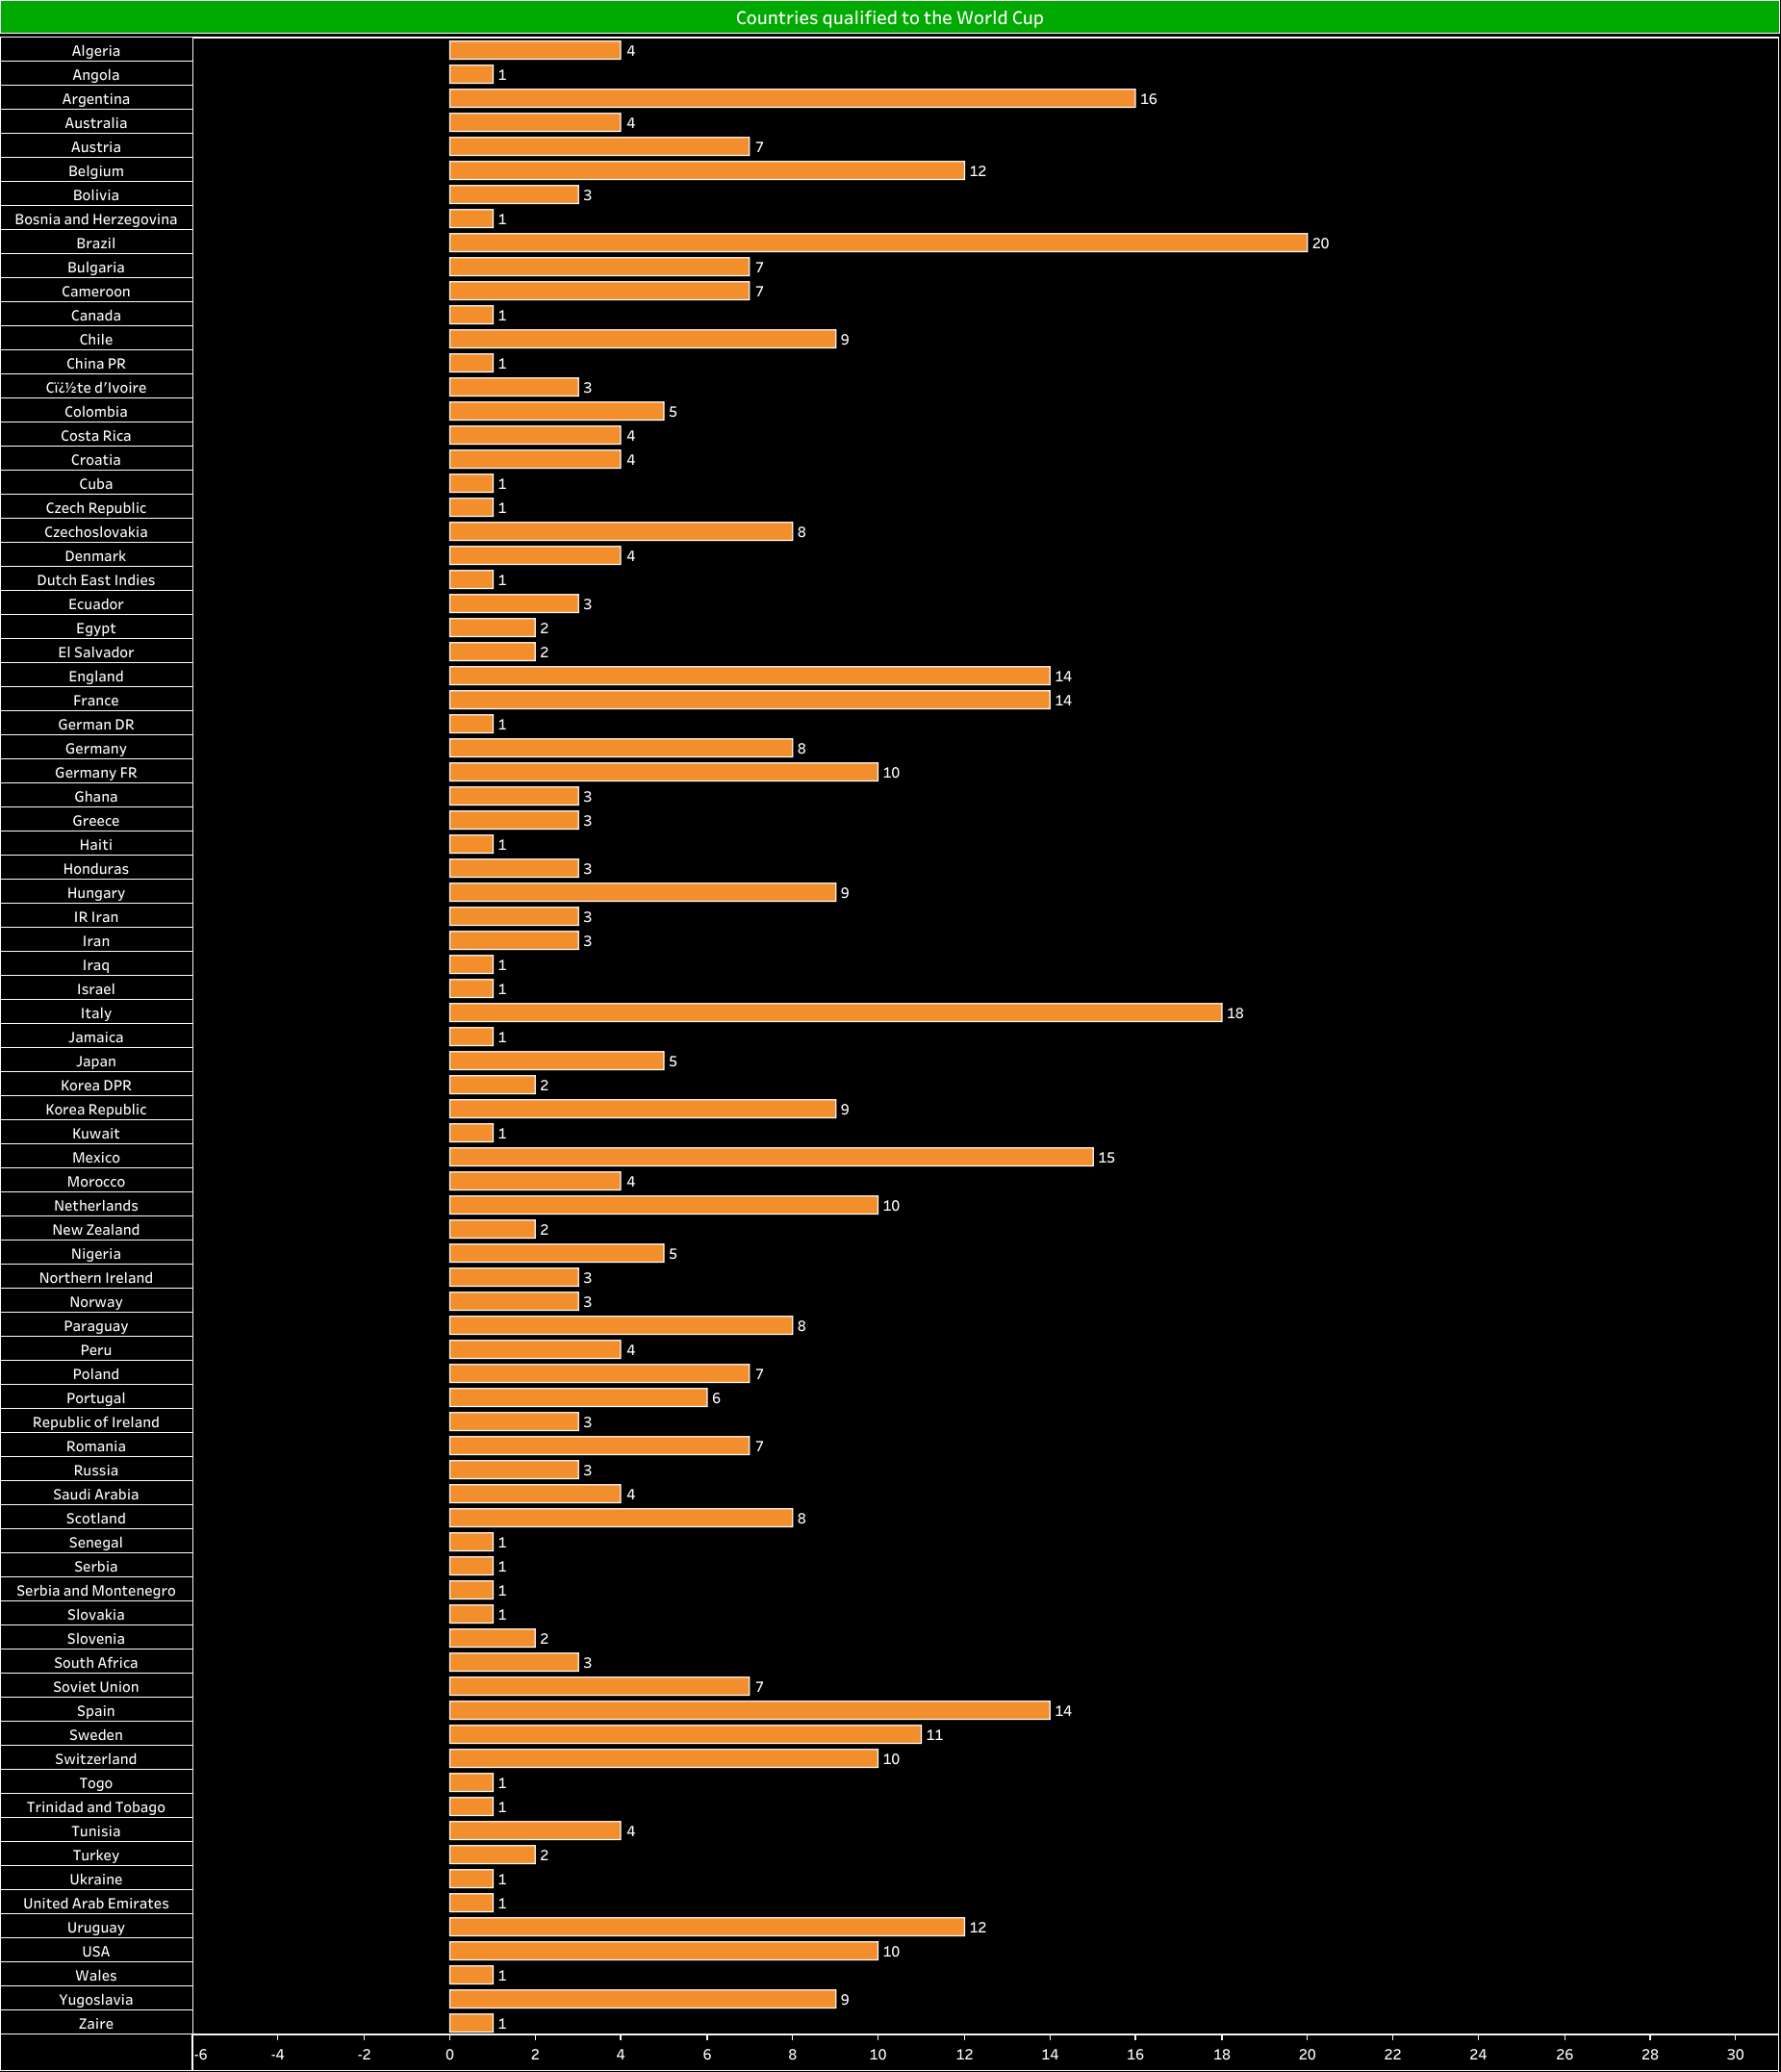 Countries qualified to the World Cup
Algeria 4
Angola 1
Argentina 16
Australia 4
Austria 7
Belgium 12
Bolivia 3
Bosnia and Herzegovina 1
Brazil 20
Bulgaria 7
Cameroon 7
Canada 1
Chile 9
China PR 1
Cï¿½te d’Ivoire 3
Colombia 5
Costa Rica 4
Croatia 4
Cuba 1
Czech Republic 1
Czechoslovakia 8
Denmark 4
Dutch East Indies 1
Ecuador 3
Egypt 2
El Salvador 2
England 14
France 14
German DR 1
Germany 8
Germany FR 10
Ghana 3
Greece 3
Haiti 1
Honduras 3
Hungary 9
IR Iran 3
Iran 3
Iraq 1
Israel 1
Italy 18
Jamaica 1
Japan 5
Korea DPR 2
Korea Republic 9
Kuwait 1
Mexico 15
Morocco 4
Netherlands 10
New Zealand 2
Nigeria 5
Northern Ireland 3
Norway 3
Paraguay 8
Peru 4
Poland 7
Portugal 6
Republic of Ireland 3
Romania 7
Russia 3
Saudi Arabia 4
Scotland 8
Senegal 1
Serbia 1
Serbia and Montenegro 1
Slovakia 1
Slovenia 2
South Africa 3
Soviet Union 7
Spain 14
Sweden 11
Switzerland 10
Togo 1
Trinidad and Tobago 1
Tunisia 4
Turkey 2
Ukraine 1
United Arab Emirates 1
Uruguay 12
USA 10
Wales 1
Yugoslavia 9
Zaire 1
-6 -4 -2 0 2 4 6 8 10 12 14 16 18 20 22 24 26 28 30